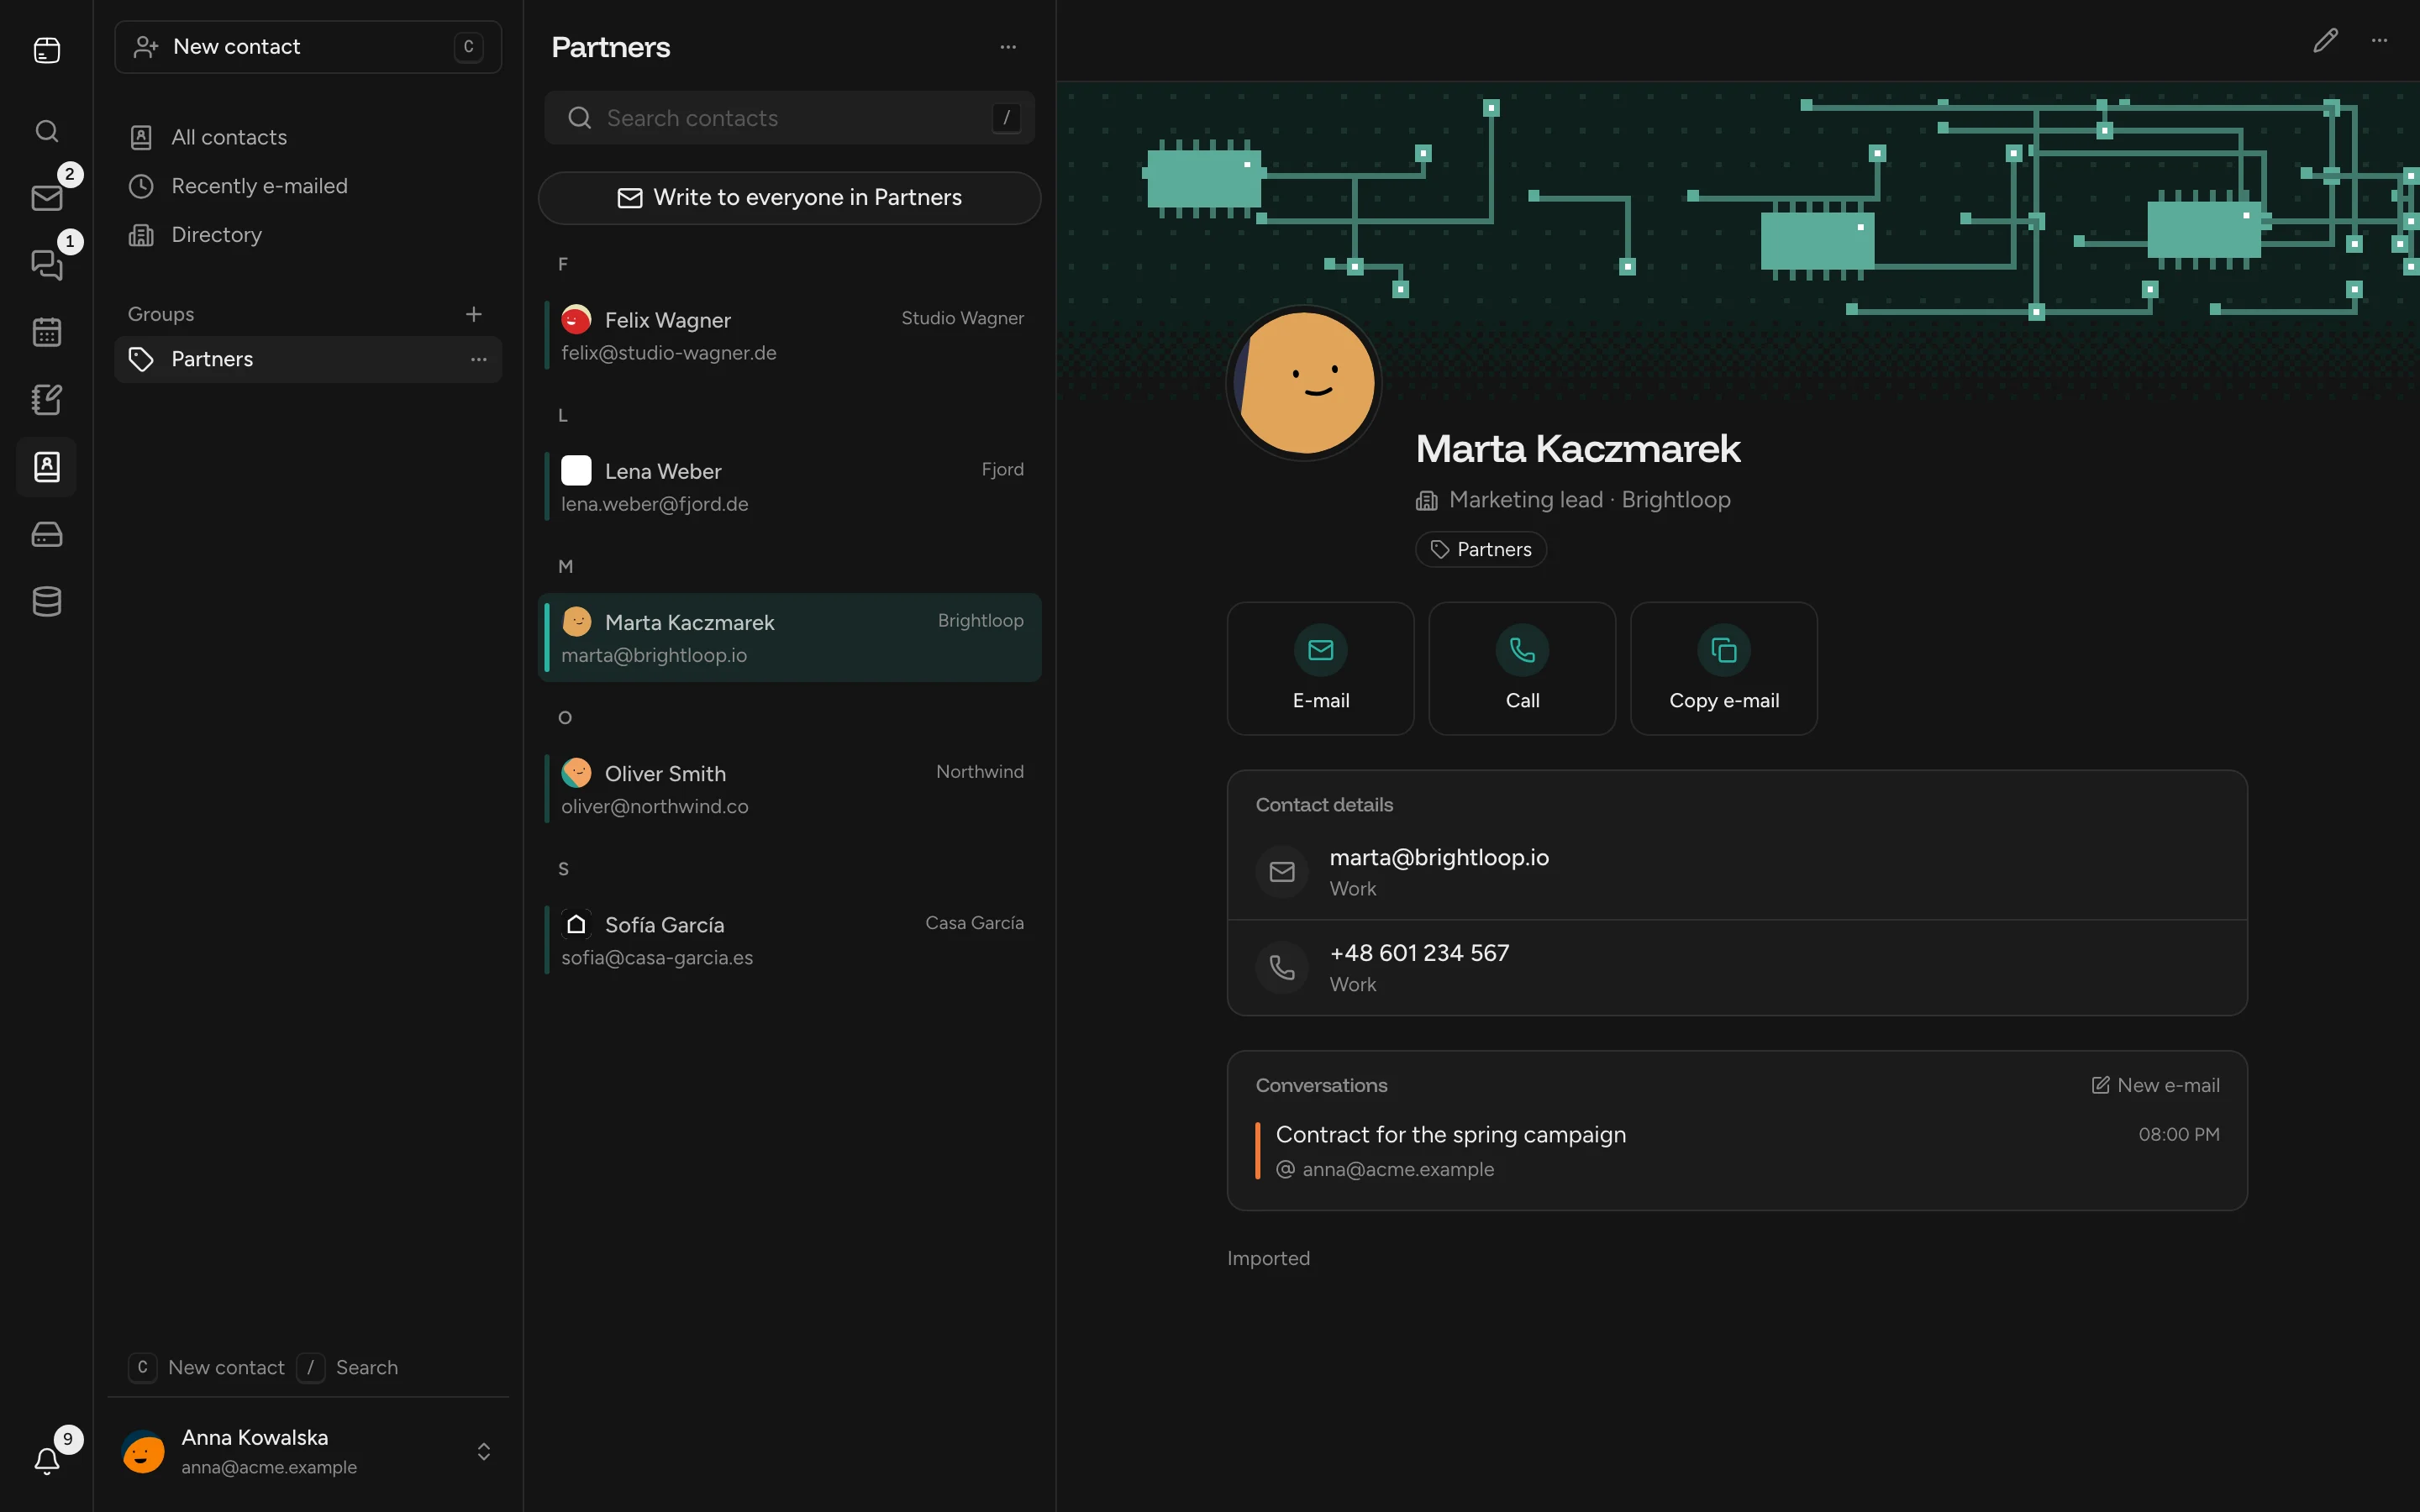 New contact
C
2
1
All contacts
Recently e-mailed
Directory
Groups
Partners
C New contact / Search
9
Anna Kowalska
anna@acme.example
Partners
Search contacts
/
Write to everyone in Partners
F
Felix Wagner
Studio Wagner
felix@studio-wagner.de
L
Lena Weber
Fjord
lena.weber@fjord.de
M
Marta Kaczmarek
Brightloop
marta@brightloop.io
O
Oliver Smith
Northwind
oliver@northwind.co
S
Sofía García
Casa García
sofia@casa-garcia.es
Marta Kaczmarek
Marketing lead · Brightloop
Partners
E-mail
Call
Copy e-mail
Contact details
marta@brightloop.io
Work
+48 601 234 567
Work
Conversations
New e-mail
Contract for the spring campaign
08:00 PM
@ anna@acme.example
Imported